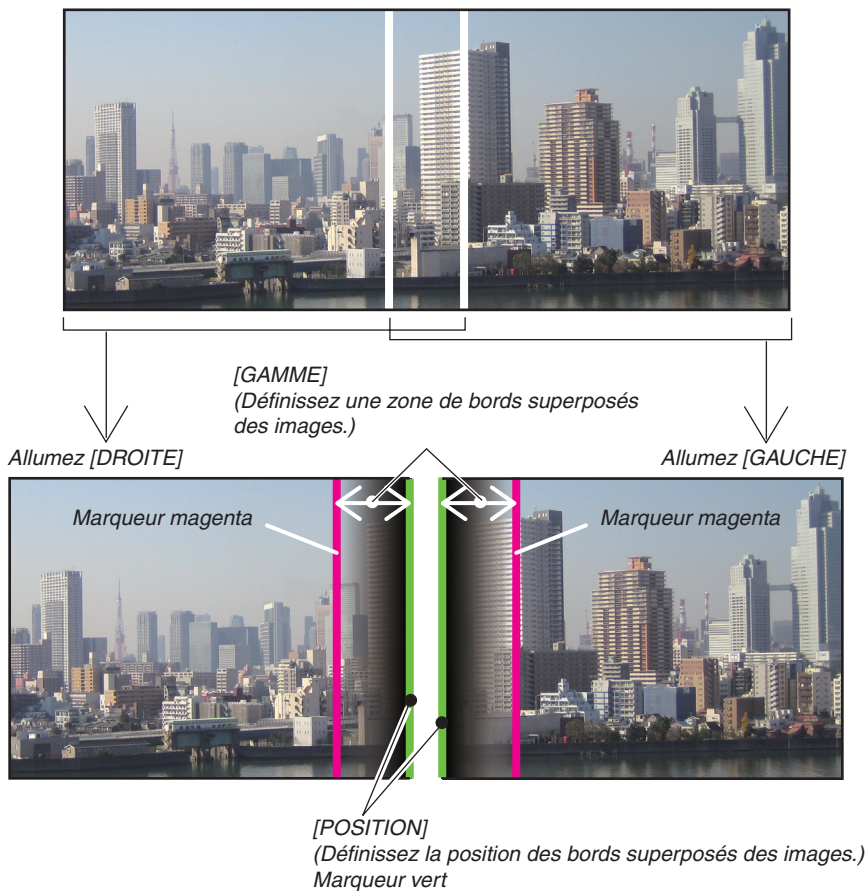 [GAMME]
(Définissez une zone de bords superposés
des images.)
Allumez [DROITE]
Allumez [GAUCHE]
Marqueur magenta
Marqueur magenta
[POSITION]
(Définissez la position des bords superposés des images.)
Marqueur vert